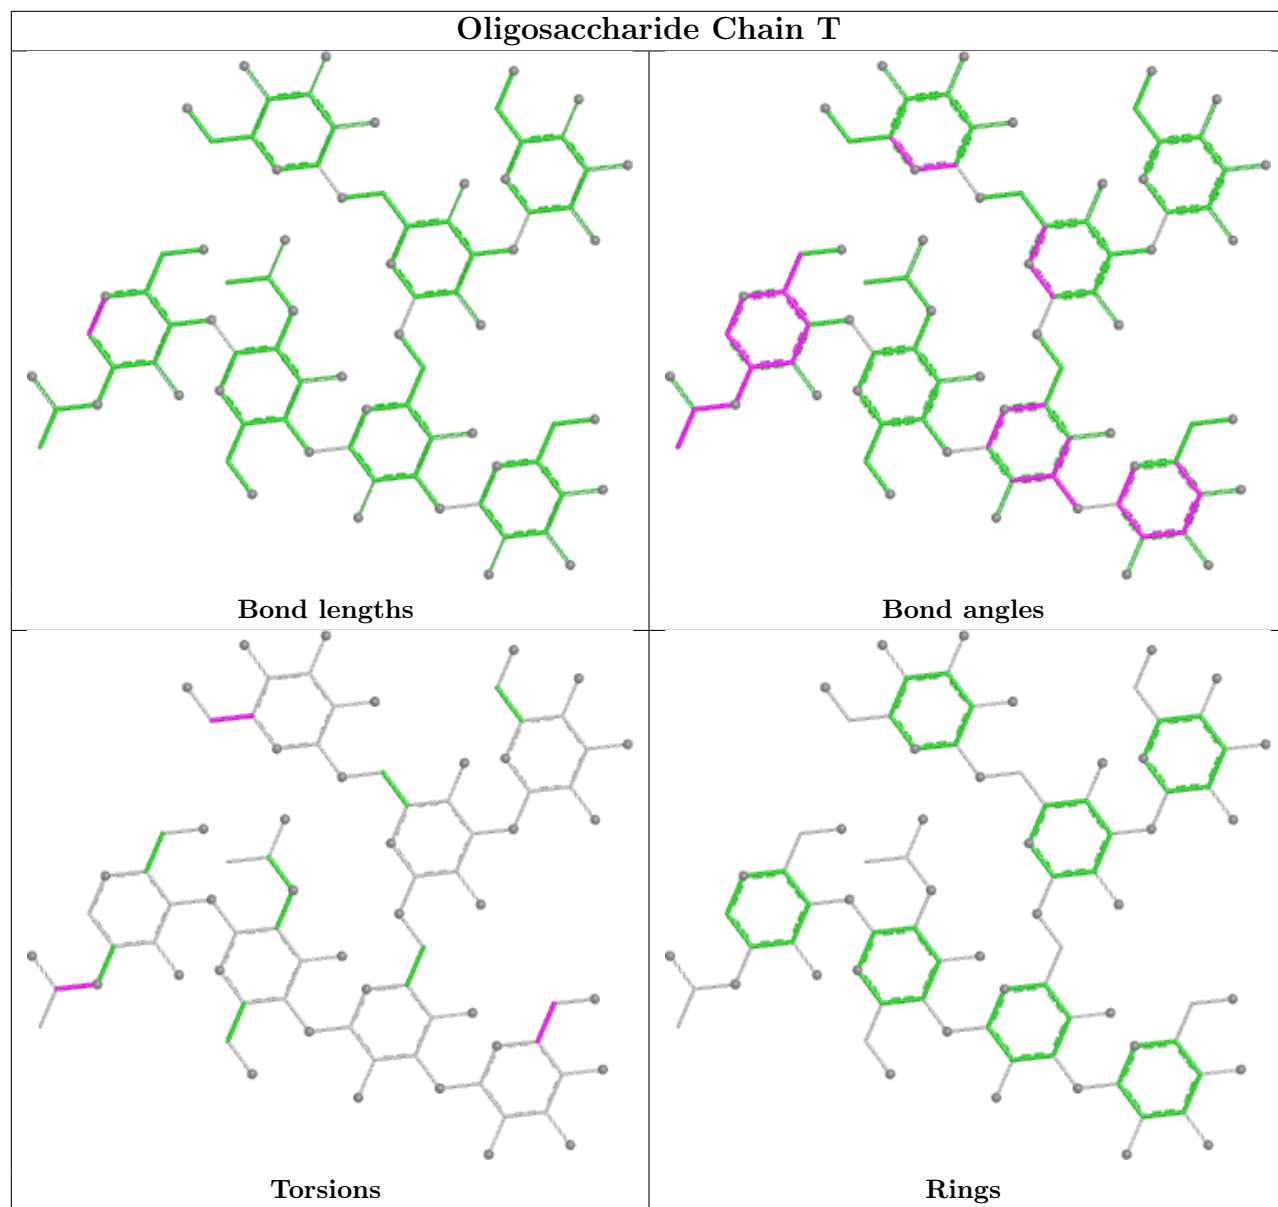 Oligosaccharide Chain T
Bond lengths
Bond angles
Torsions
Rings